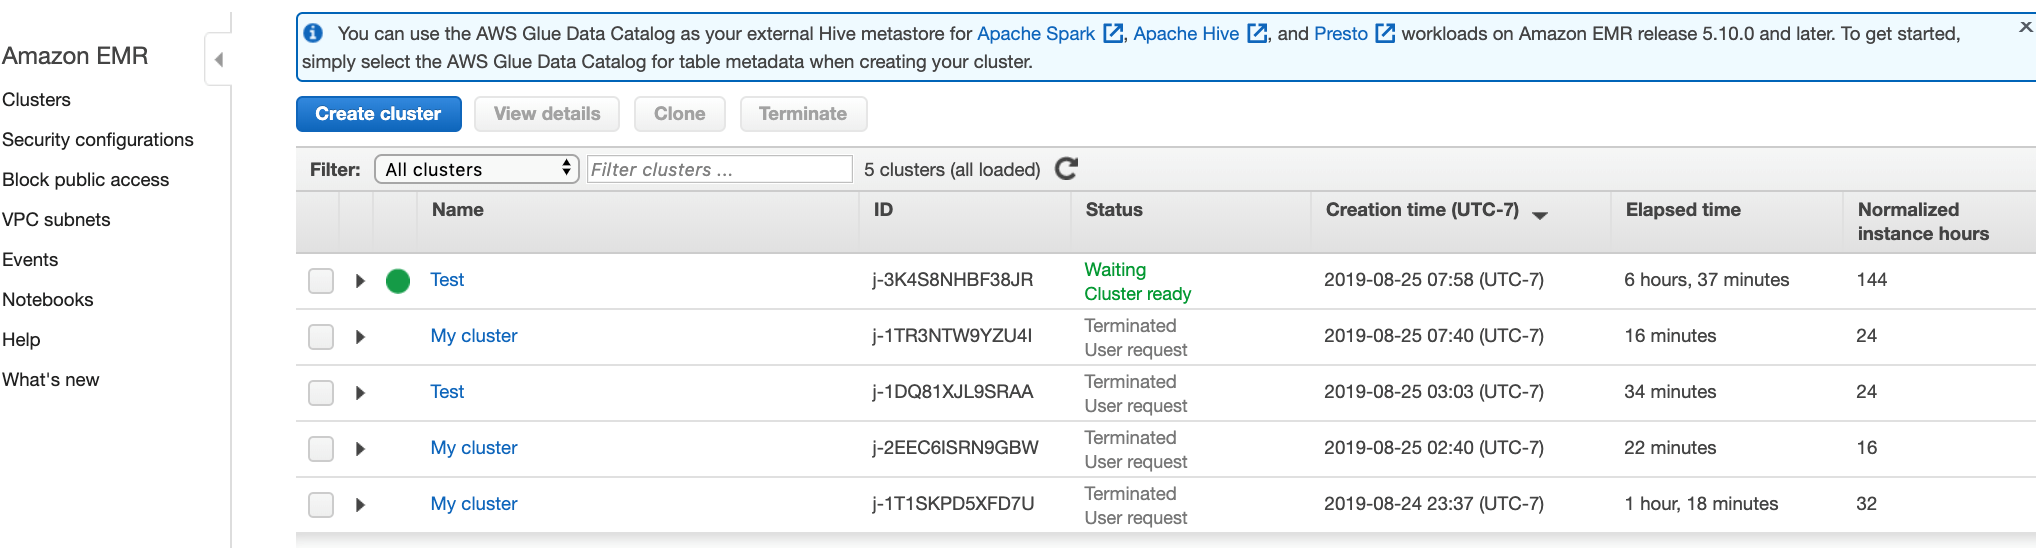 Amazon EMR
Clusters
Security configurations
Block public access
VPC subnets
Events
Notebooks
Help
What's new
You can use the AWS Glue Data Catalog as your external Hive metastore for Apache Spark, Apache Hive, and Presto workloads on Amazon EMR release 5.10.0 and later. To get started,
simply select the AWS Glue Data Catalog for table metadata when creating your cluster.
Create cluster View details Clone Terminate
Filter: All clusters Filter clusters ... 5 clusters (all loaded)
Name ID Status Creation time (UTC-7) Elapsed time Normalized
instance hours
Test j-3K4S8NHBF38JR Waiting 2019-08-25 07:58 (UTC-7) 6 hours, 37 minutes 144
Cluster ready
My cluster j-1TR3NTW9YZU4I Terminated 2019-08-25 07:40 (UTC-7) 16 minutes 24
User request
Test j-1DQ81XJL9SRAA Terminated 2019-08-25 03:03 (UTC-7) 34 minutes 24
User request
My cluster j-2EEC6ISRN9GBW Terminated 2019-08-25 02:40 (UTC-7) 22 minutes 16
User request
My cluster j-1T1SKPD5XFD7U Terminated 2019-08-24 23:37 (UTC-7) 1 hour, 18 minutes 32
User request